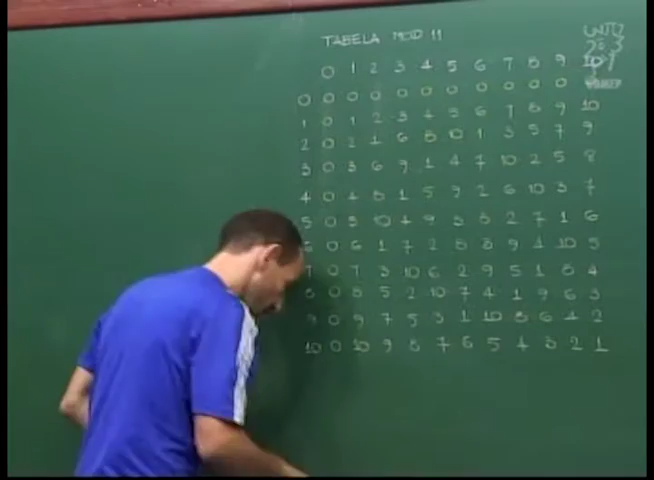 TABELA MOD 11
0 1 2 3 4 5 6 7 8 9 10
0 0 0 0 0 0 0 0 0 0 0 0
1 0 1 2 3 4 5 6 7 8 9 10
2 0 2 4 6 8 10 1 3 5 7 9
3 0 3 6 9 1 4 7 10 2 5 8
4 0 4 8 1 5 9 2 6 10 3 7
5 0 5 10 4 9 3 8 2 7 1 6
6 0 6 1 7 2 8 3 9 4 10 5
7 0 7 3 10 6 2 9 5 1 8 4
8 0 8 5 2 10 7 4 1 9 6 3
9 0 9 7 5 3 1 10 8 6 4 2
10 0 10 9 8 7 6 5 4 3 2 1